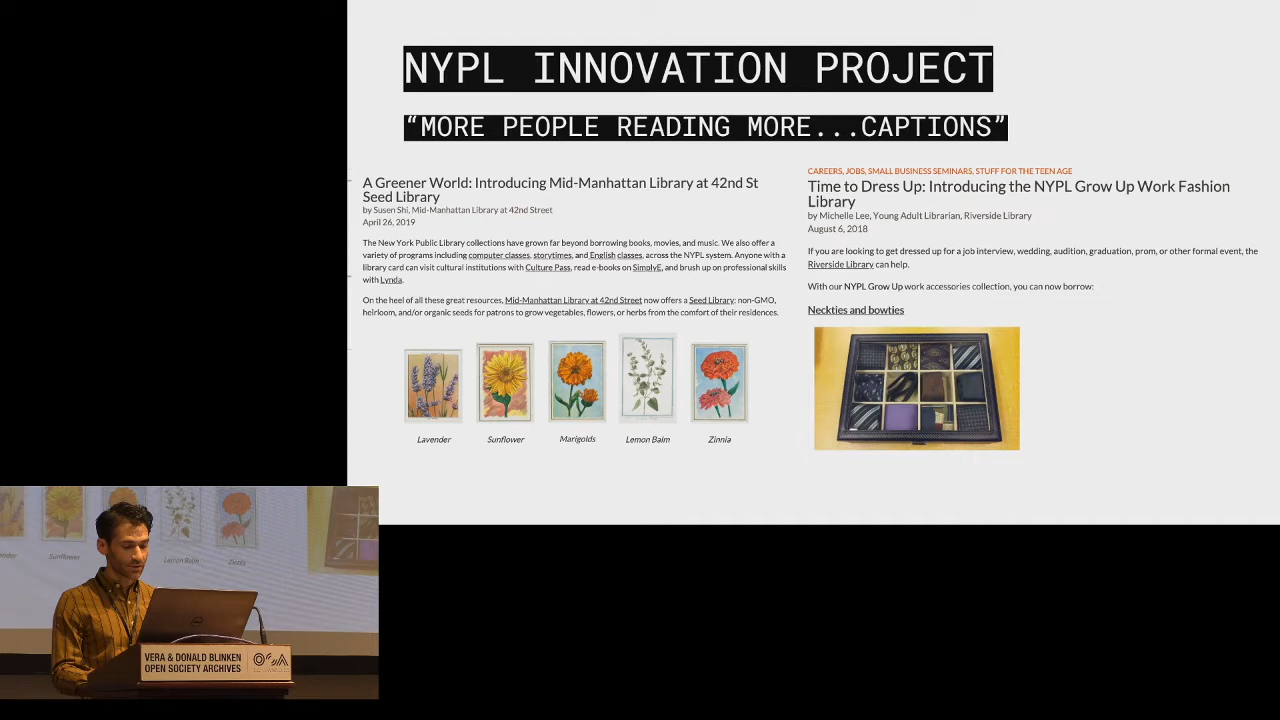 NYPL INNOVATION PROJECT
“MORE PEOPLE READING MORE...CAPTIONS”
A Greener World: Introducing Mid-Manhattan Library at 42nd St
Seed Library
by Susen Shi, Mid-Manhattan Library at 42nd Street
April 26, 2019
The New York Public Library collections have grown far beyond borrowing books, movies, and music. We also offer a
variety of programs including computer classes, storytimes, and English classes, across the NYPL system. Anyone with a
library card can visit cultural institutions with Culture Pass, read e-books on SimplyE, and brush up on professional skills
with Lynda.
On the heel of all these great resources, Mid-Manhattan Library at 42nd Street now offers a Seed Library: non-GMO,
heirloom, and/or organic seeds for patrons to grow vegetables, flowers, or herbs from the comfort of their residences.
Lavender Sunflower Marigolds Lemon Balm Zinnia
CAREERS, JOBS, SMALL BUSINESS SEMINARS, STUFF FOR THE TEEN AGE
Time to Dress Up: Introducing the NYPL Grow Up Work Fashion
Library
by Michelle Lee, Young Adult Librarian, Riverside Library
August 6, 2018
If you are looking to get dressed up for a job interview, wedding, audition, graduation, prom, or other formal event, the
Riverside Library can help.
With our NYPL Grow Up work accessories collection, you can now borrow:
Neckties and bowties
Sunflower Lemon Balm Zinnia
DELL
VERA & DONALD BLINKEN
OPEN SOCIETY ARCHIVES